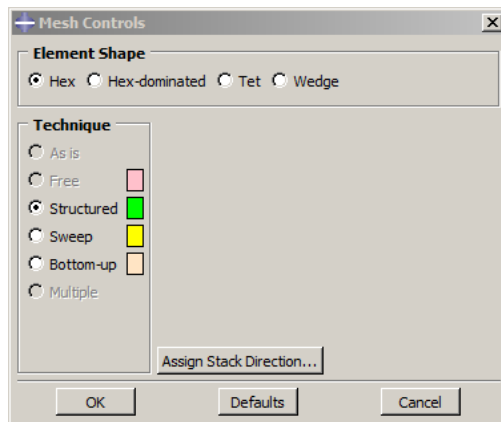 Mesh Controls
Element Shape
Hex Hex-dominated Tet Wedge
Technique
As is
Free
Structured
Sweep
Bottom-up
Multiple
Assign Stack Direction...
OK Defaults Cancel